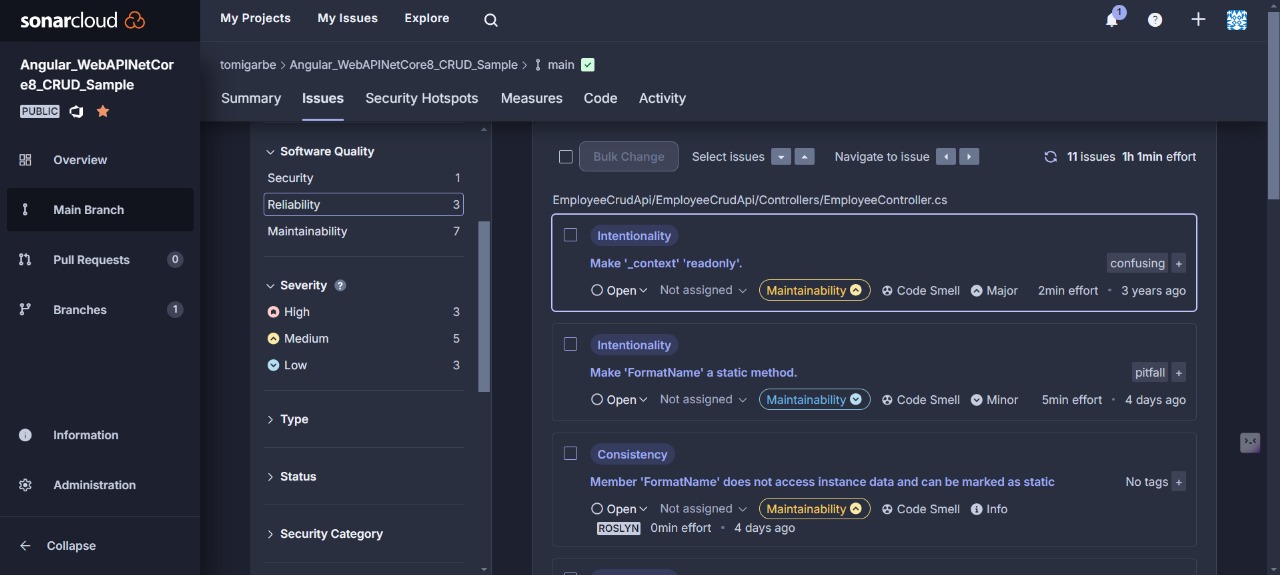 sonarcloud
My Projects My Issues Explore
1
?
Angular_WebAPINetCor
e8_CRUD_Sample
PUBLIC
Overview
Main Branch
Pull Requests 0
Branches 1
Information
Administration
Collapse
tomigarbe > Angular_WebAPINetCore8_CRUD_Sample > main
Summary Issues Security Hotspots Measures Code Activity
Software Quality
Security 1
Reliability 3
Maintainability 7
Severity ?
High 3
Medium 5
Low 3
Type
Status
Security Category
Bulk Change Select issues Navigate to issue 11 issues 1h 1min effort
EmployeeCrudApi/EmployeeCrudApi/Controllers/EmployeeController.cs
Intentionality
Make '_context' 'readonly'. confusing +
Open Not assigned Maintainability Code Smell Major 2min effort • 3 years ago
Intentionality
Make 'FormatName' a static method. pitfall +
Open Not assigned Maintainability Code Smell Minor 5min effort • 4 days ago
Consistency
Member 'FormatName' does not access instance data and can be marked as static No tags +
Open Not assigned Maintainability Code Smell Info
ROSLYN 0min effort • 4 days ago